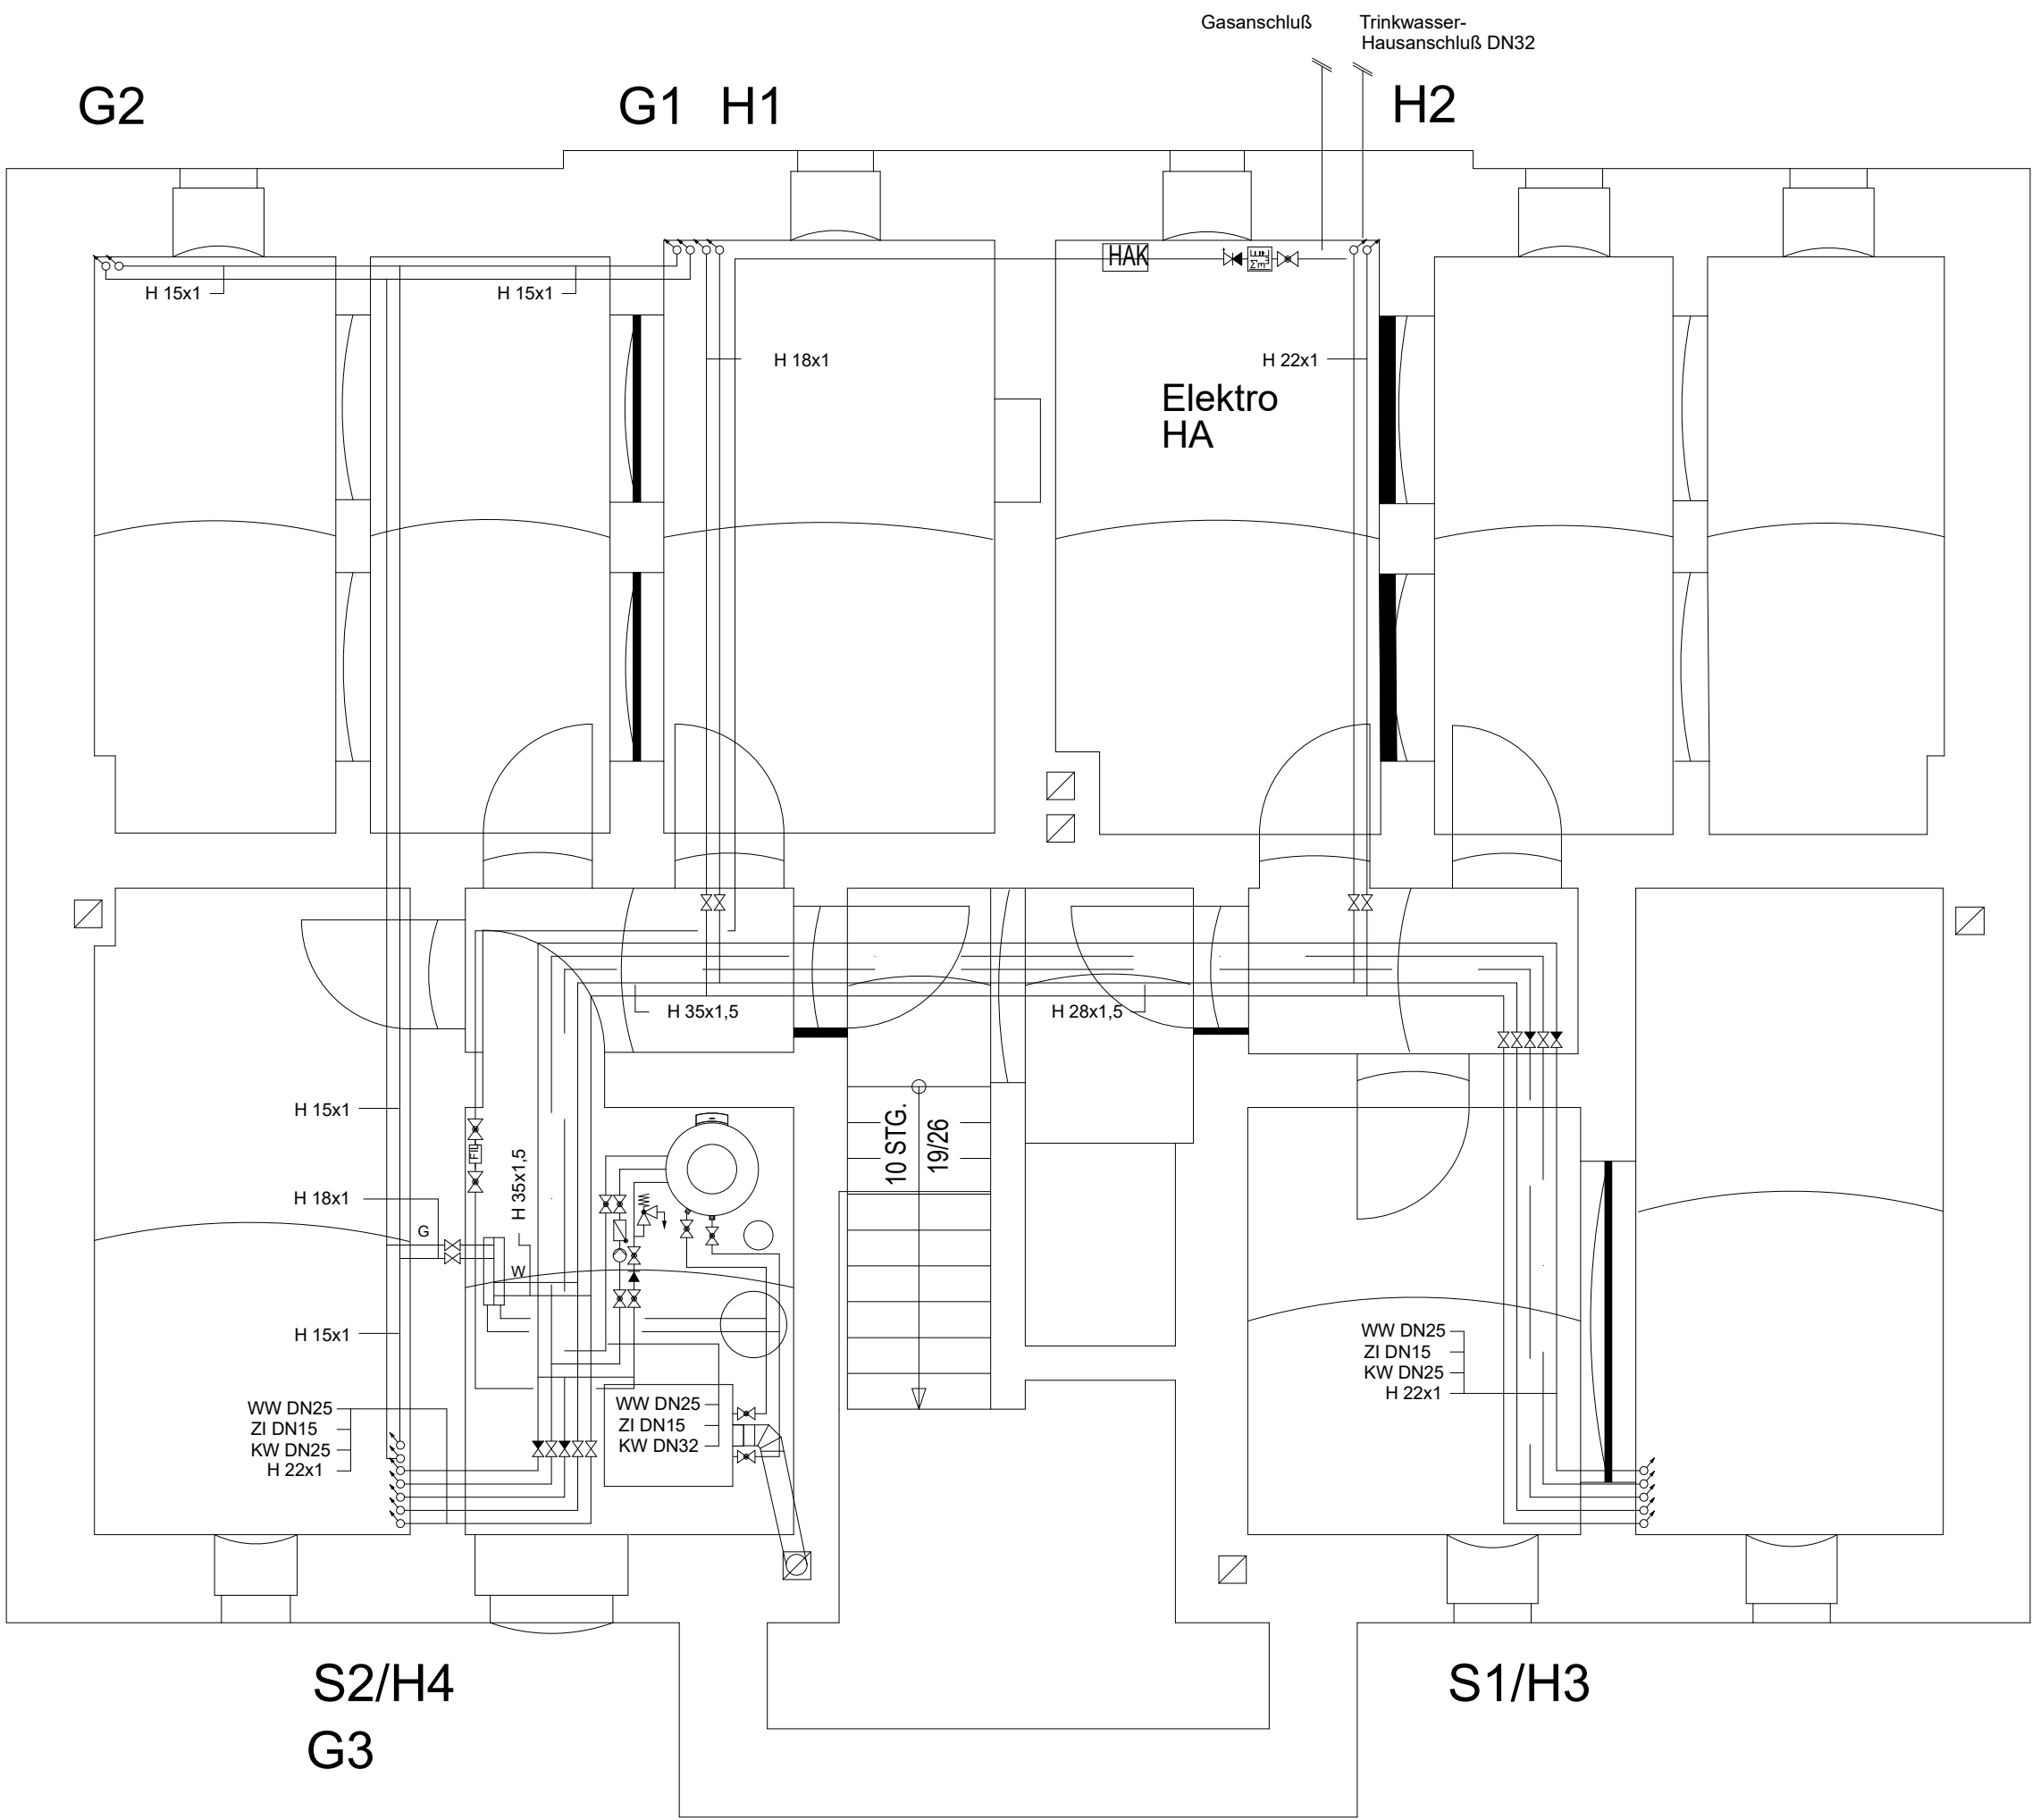 Gasanschluß
Trinkwasser-
Hausanschluß DN32
G2
G1
H1
H2
HAK
H 15x1
H 15x1
H 18x1
H 22x1
Elektro
HA
H 35x1,5
H 28x1,5
H 15x1
10 STG.
19/26
FIL
H 35x1,5
H 18x1
G
W
H 15x1
WW DN25
ZI DN15
KW DN25
H 22x1
WW DN25
ZI DN15
KW DN32
WW DN25
ZI DN15
KW DN25
H 22x1
S2/H4
G3
S1/H3